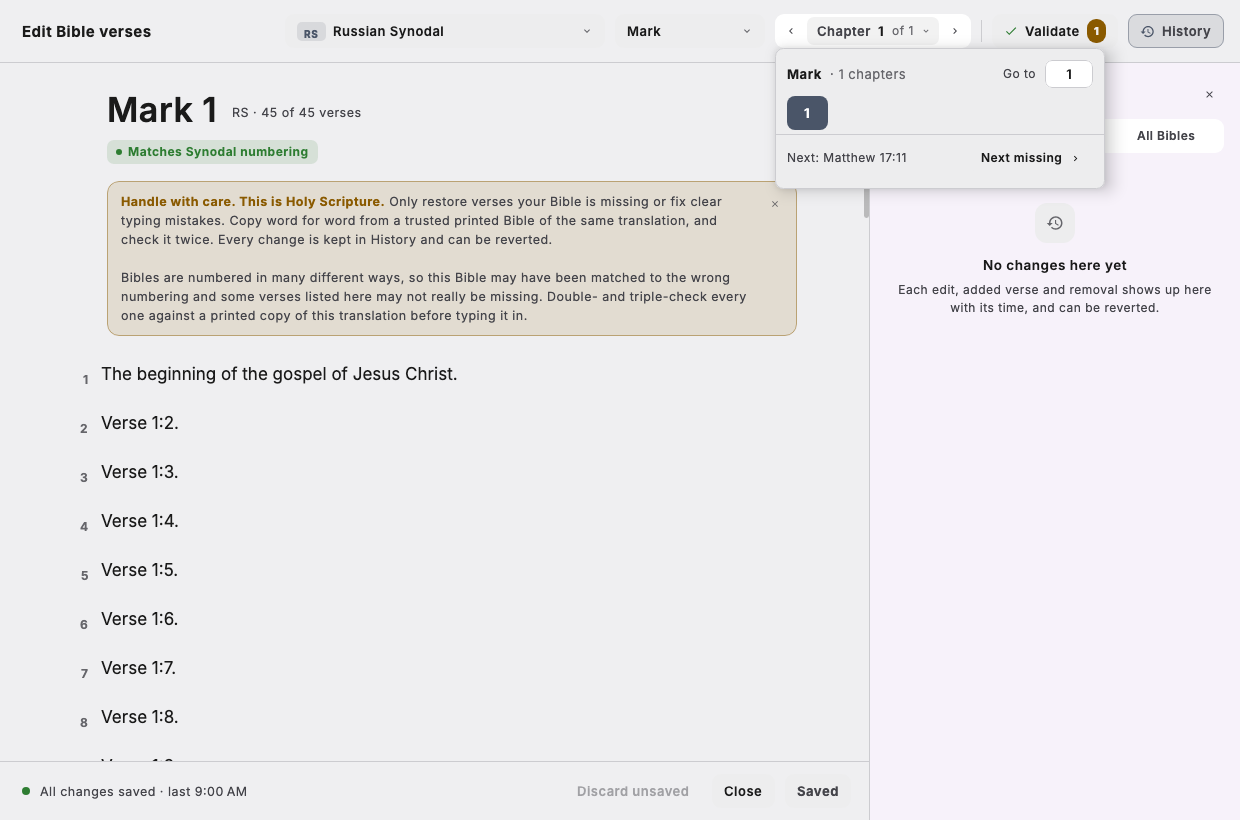 Edit Bible verses
RS Russian Synodal
Mark
Chapter 1 of 1
Validate 1
History
Mark · 1 chapters
Go to 1
1
Next: Matthew 17:11
Next missing
All Bibles
Mark 1 RS · 45 of 45 verses
Matches Synodal numbering
Handle with care. This is Holy Scripture. Only restore verses your Bible is missing or fix clear
typing mistakes. Copy word for word from a trusted printed Bible of the same translation, and
check it twice. Every change is kept in History and can be reverted.
Bibles are numbered in many different ways, so this Bible may have been matched to the wrong
numbering and some verses listed here may not really be missing. Double- and triple-check every
one against a printed copy of this translation before typing it in.
1 The beginning of the gospel of Jesus Christ.
2 Verse 1:2.
3 Verse 1:3.
4 Verse 1:4.
5 Verse 1:5.
6 Verse 1:6.
7 Verse 1:7.
8 Verse 1:8.
No changes here yet
Each edit, added verse and removal shows up here
with its time, and can be reverted.
All changes saved · last 9:00 AM
Discard unsaved
Close
Saved